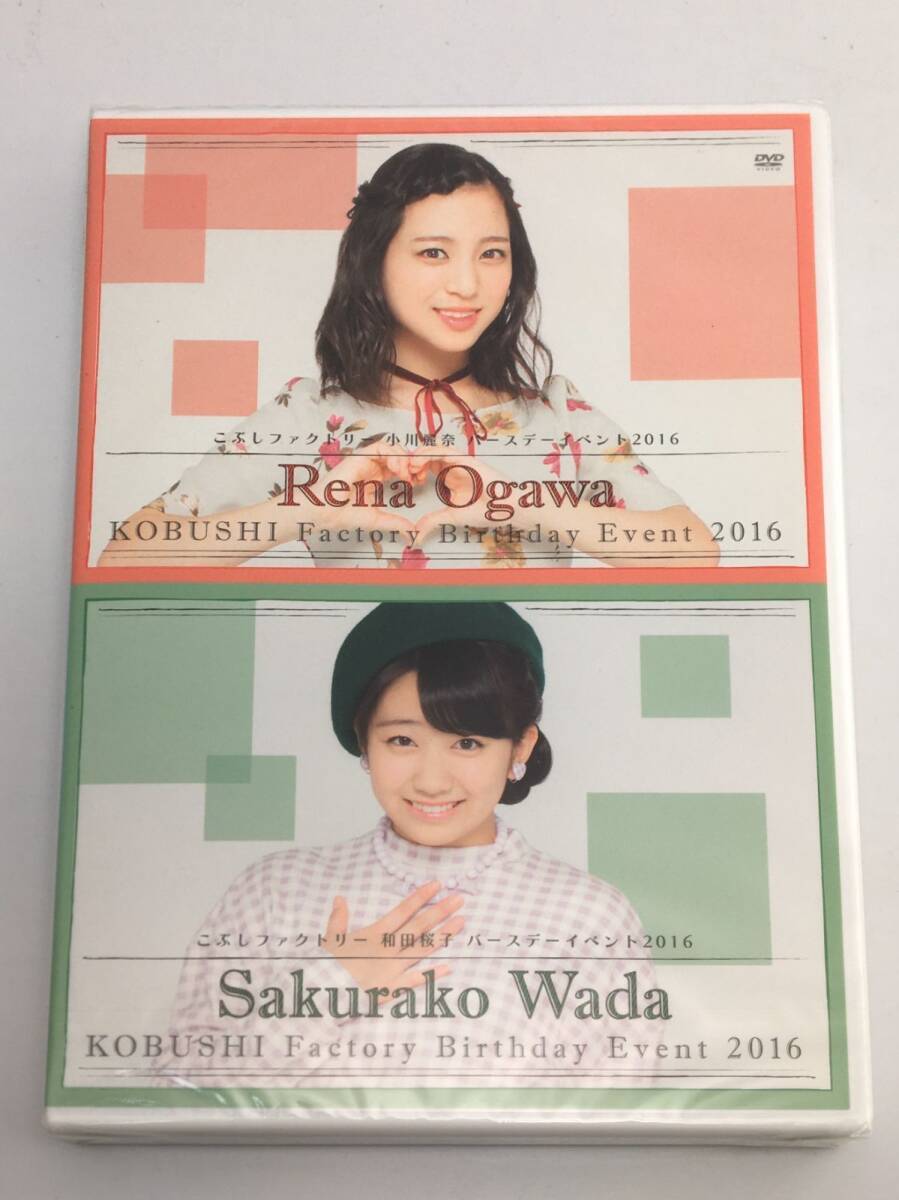 DVD
VIDEO
こぶしファクトリー 小川麗奈 バースデーイベント2016
Rena Ogawa
KOBUSHI Factory Birthday Event 2016
こぶしファクトリー 和田桜子 バースデーイベント2016
Sakurako Wada
KOBUSHI Factory Birthday Event 2016